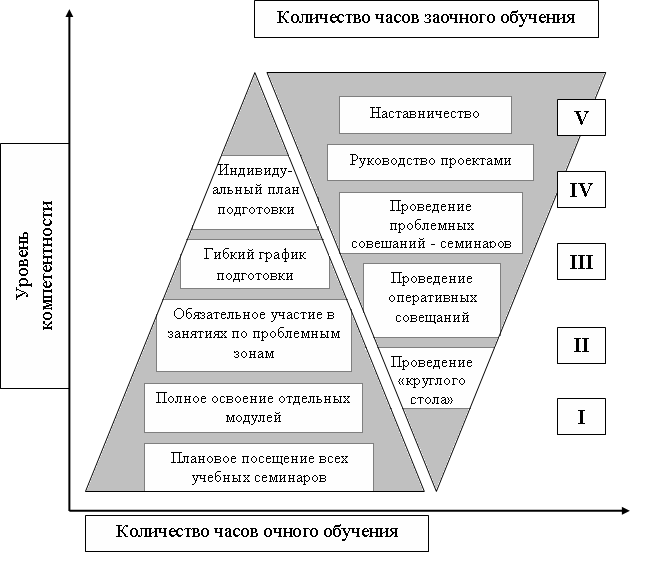 Количество часов заочного обучения
Уровень
компетентности
Индивиду-
альный план
подготовки
Гибкий график
подготовки
Обязательное участие в
занятиях по проблемным
зонам
Полное освоение отдельных
модулей
Плановое посещение всех
учебных семинаров
Наставничество
Руководство проектами
Проведение
проблемных
совещаний - семинаров
Проведение
оперативных
совещаний
Проведение
«круглого
стола»
V
IV
III
II
I
Количество часов очного обучения